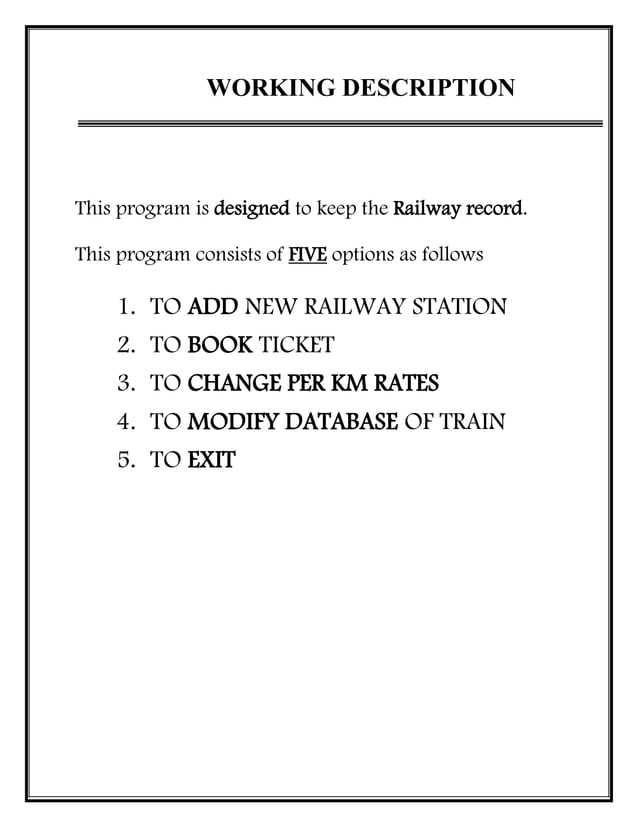 WORKING DESCRIPTION
This program is designed to keep the Railway record.
This program consists of FIVE options as follows
1. TO ADD NEW RAILWAY STATION
2. TO BOOK TICKET
3. TO CHANGE PER KM RATES
4. TO MODIFY DATABASE OF TRAIN
5. TO EXIT